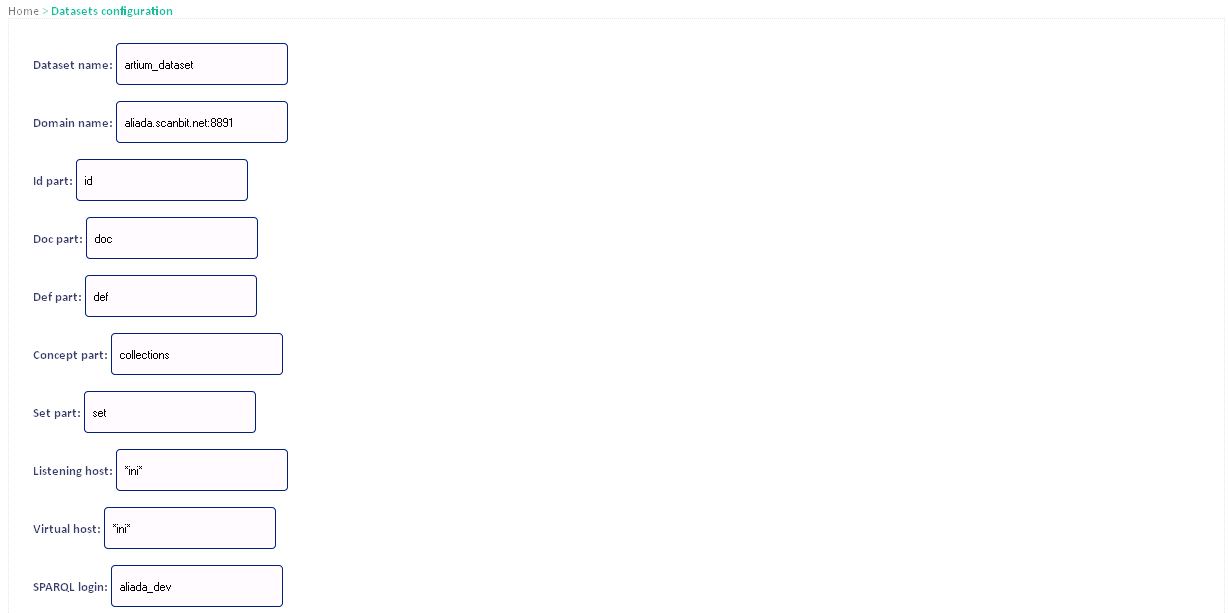 Home > Datasets configuration
Dataset name: artium_dataset
Domain name: aliada.scanbit.net:8891
Id part: id
Doc part: doc
Def part: def
Concept part: collections
Set part: set
Listening host: *ini*
Virtual host: *ini*
SPARQL login: aliada_dev